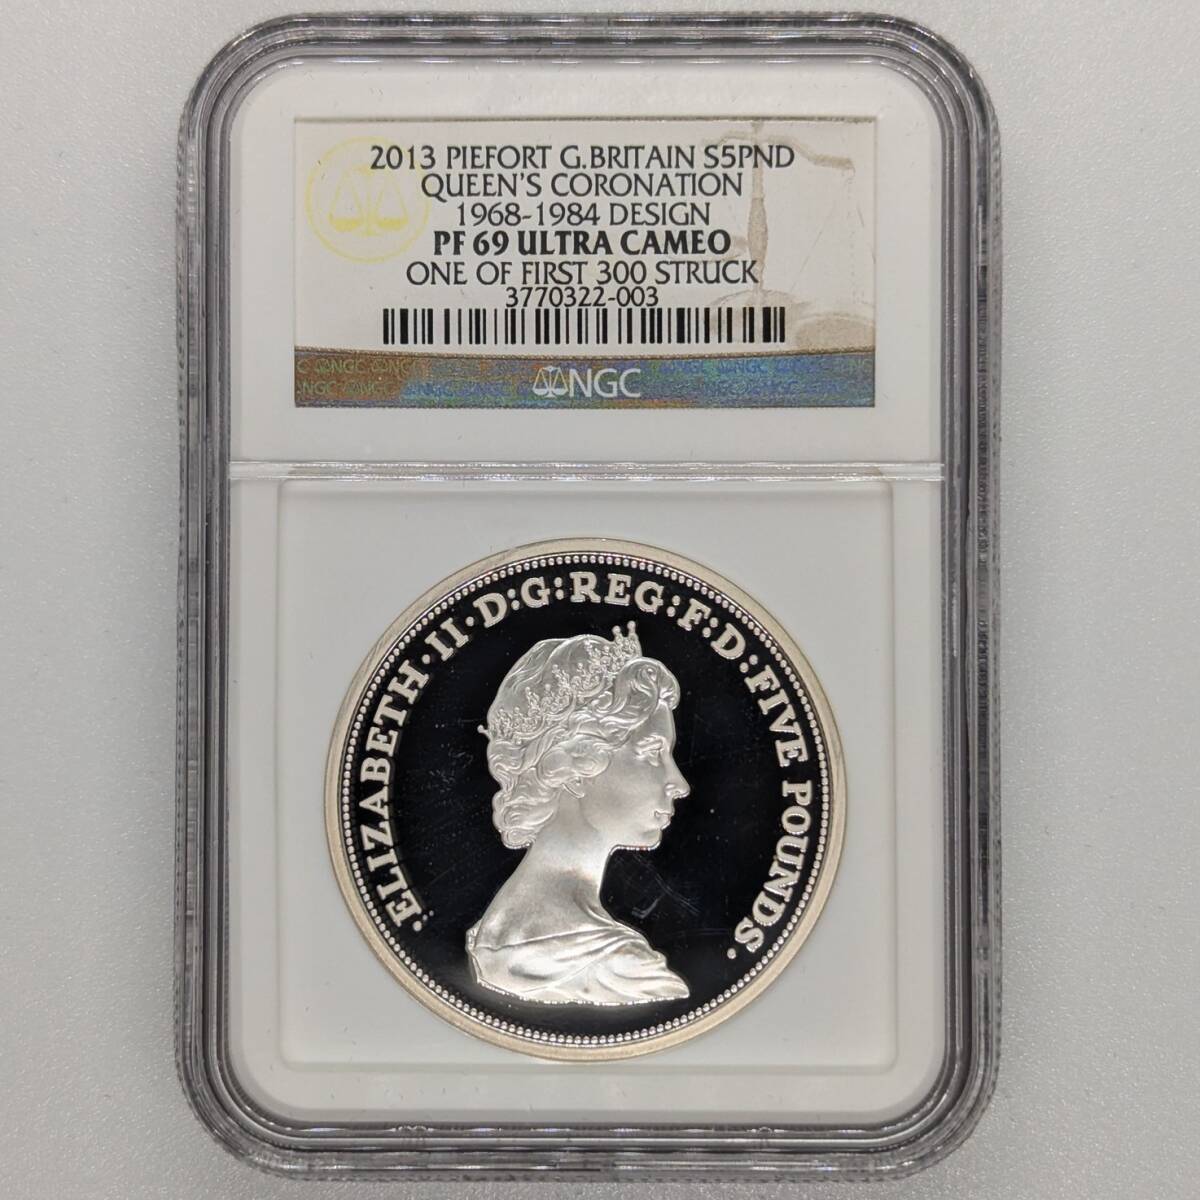 2013 PIEFORT G.BRITAIN S5PND
QUEEN'S CORONATION
1968-1984 DESIGN
PF 69 ULTRA CAMEO
ONE OF FIRST 300 STRUCK
3770322-003
NGC
·ELIZABETH·II·D:G:REG:F:D:FIVE POUNDS·